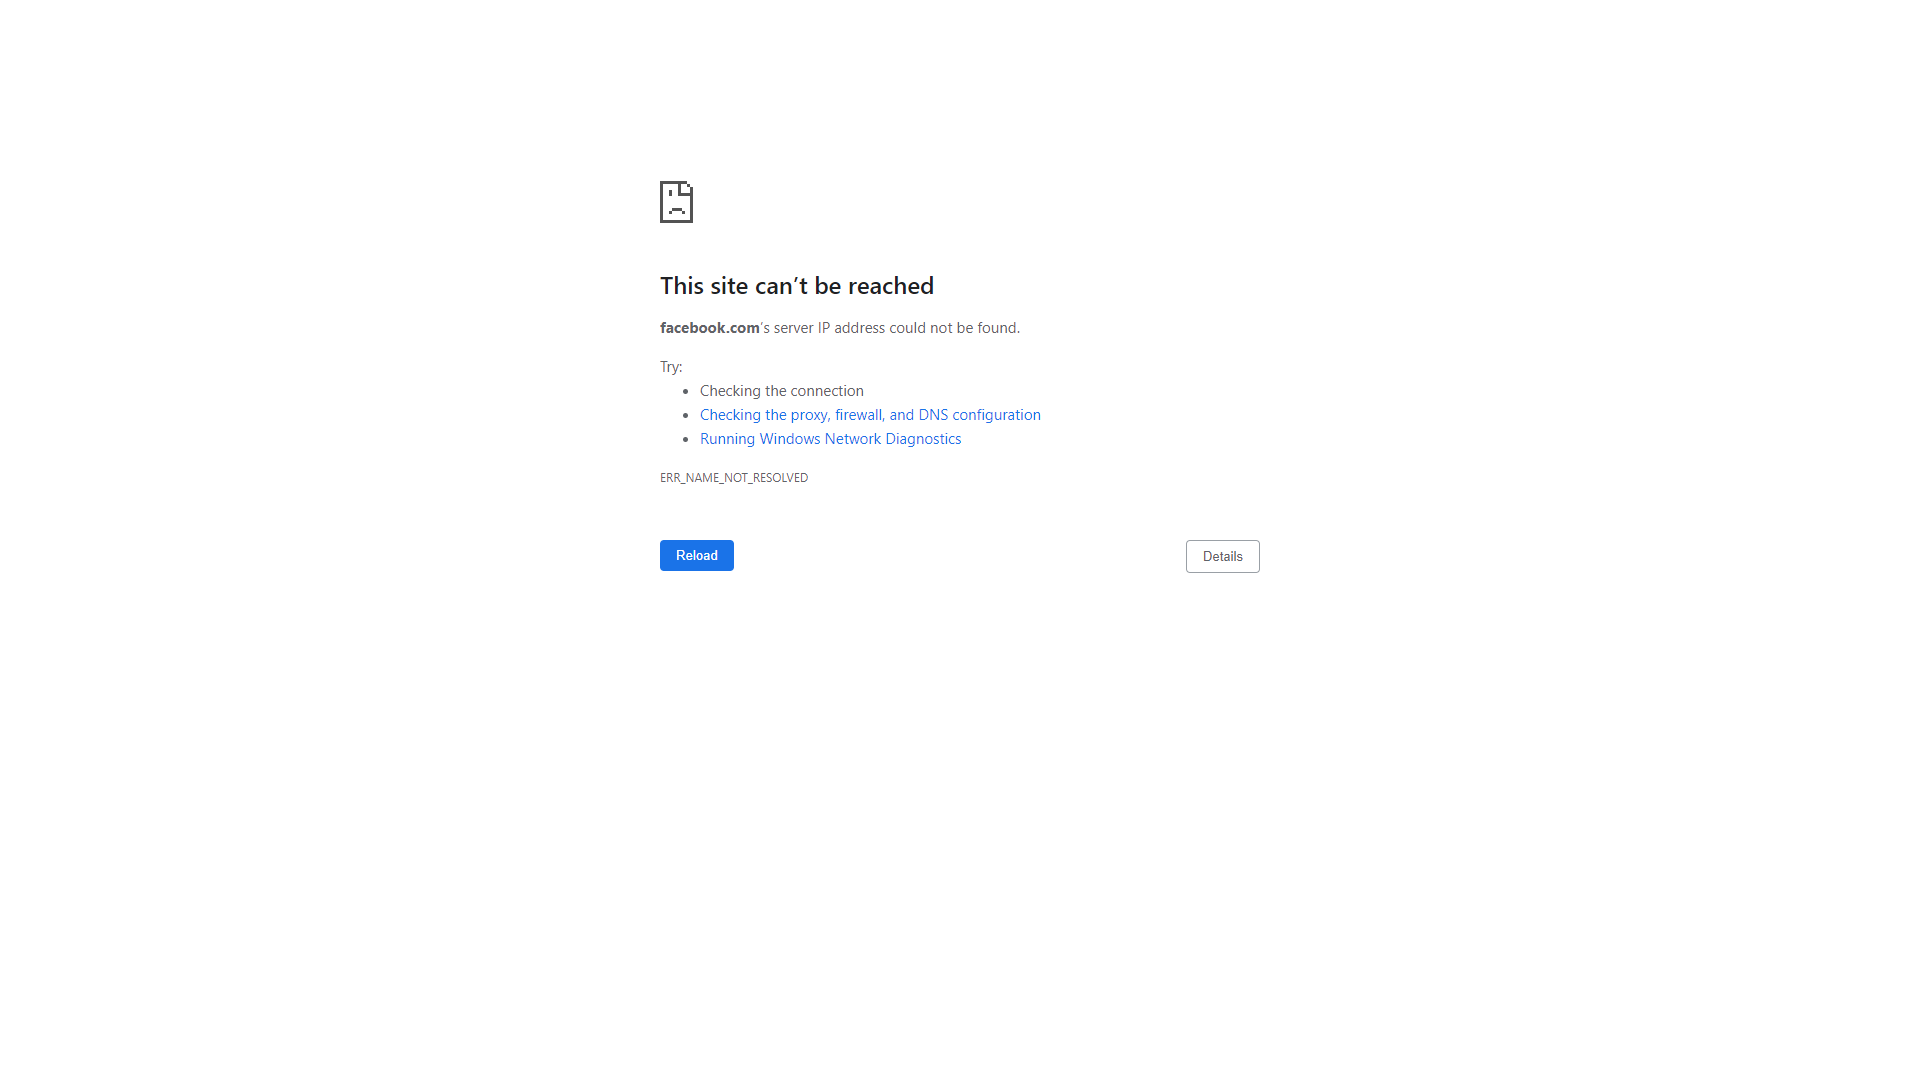 This site can’t be reached
facebook.com’s server IP address could not be found.
Try:
• Checking the connection
• Checking the proxy, firewall, and DNS configuration
• Running Windows Network Diagnostics
ERR_NAME_NOT_RESOLVED
Reload Details